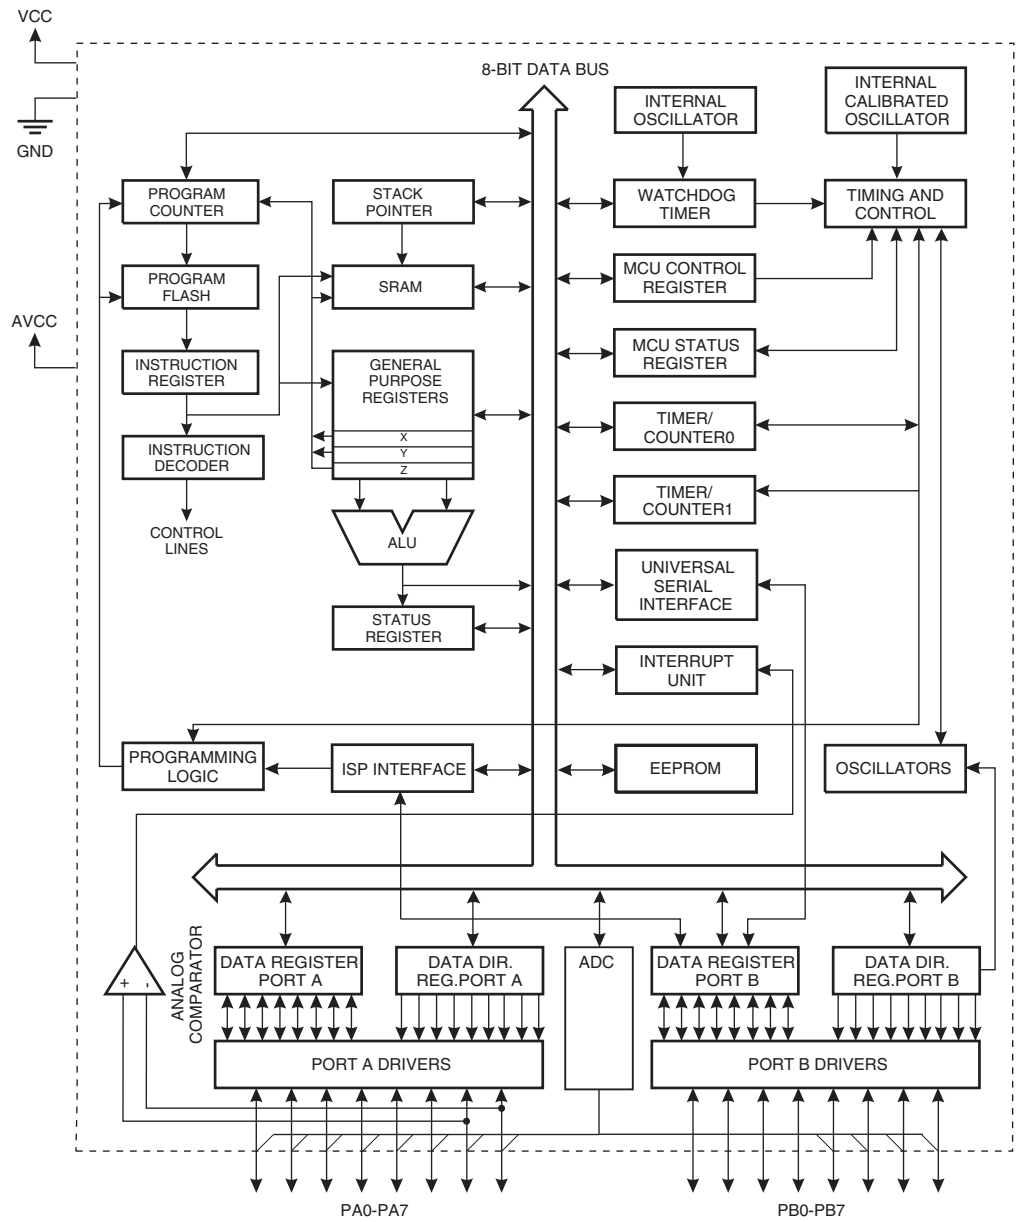 VCC
GND
AVCC
8-BIT DATA BUS
INTERNAL
OSCILLATOR
INTERNAL
CALIBRATED
OSCILLATOR
PROGRAM
COUNTER
STACK
POINTER
WATCHDOG
TIMER
TIMING AND
CONTROL
PROGRAM
FLASH
SRAM
MCU CONTROL
REGISTER
INSTRUCTION
REGISTER
GENERAL
PURPOSE
REGISTERS
X
Y
Z
MCU STATUS
REGISTER
INSTRUCTION
DECODER
TIMER/
COUNTER0
CONTROL
LINES
ALU
TIMER/
COUNTER1
STATUS
REGISTER
UNIVERSAL
SERIAL
INTERFACE
INTERRUPT
UNIT
PROGRAMMING
LOGIC
ISP INTERFACE
EEPROM
OSCILLATORS
+
-
ANALOG
COMPARATOR
DATA REGISTER
PORT A
DATA DIR.
REG.PORT A
ADC
DATA REGISTER
PORT B
DATA DIR.
REG.PORT B
PORT A DRIVERS
PORT B DRIVERS
PA0-PA7
PB0-PB7